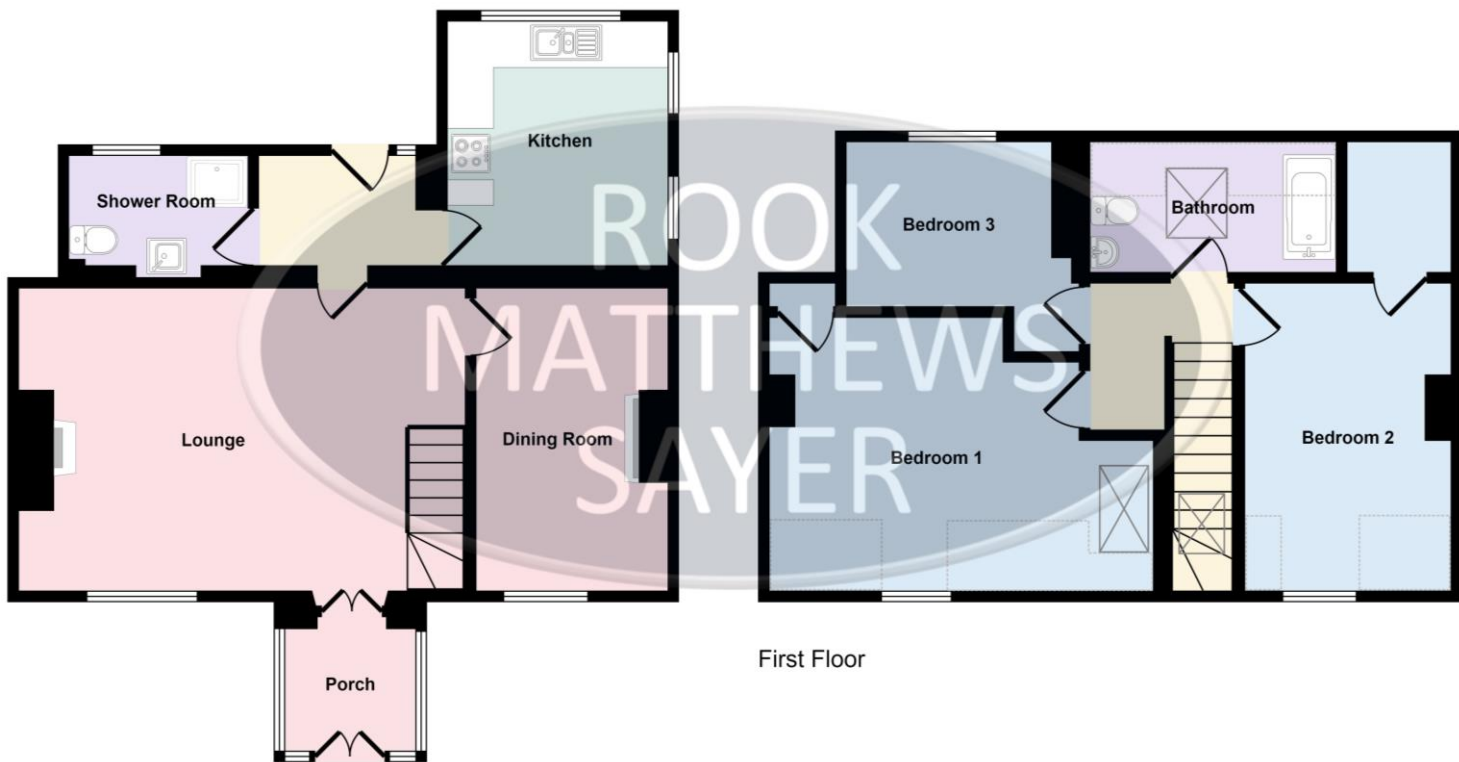 Kitchen
Shower Room
Lounge
Dining Room
Porch
Bedroom 3
Bathroom
Bedroom 1
Bedroom 2
First Floor
ROOK
MATTHEWS
SAYER